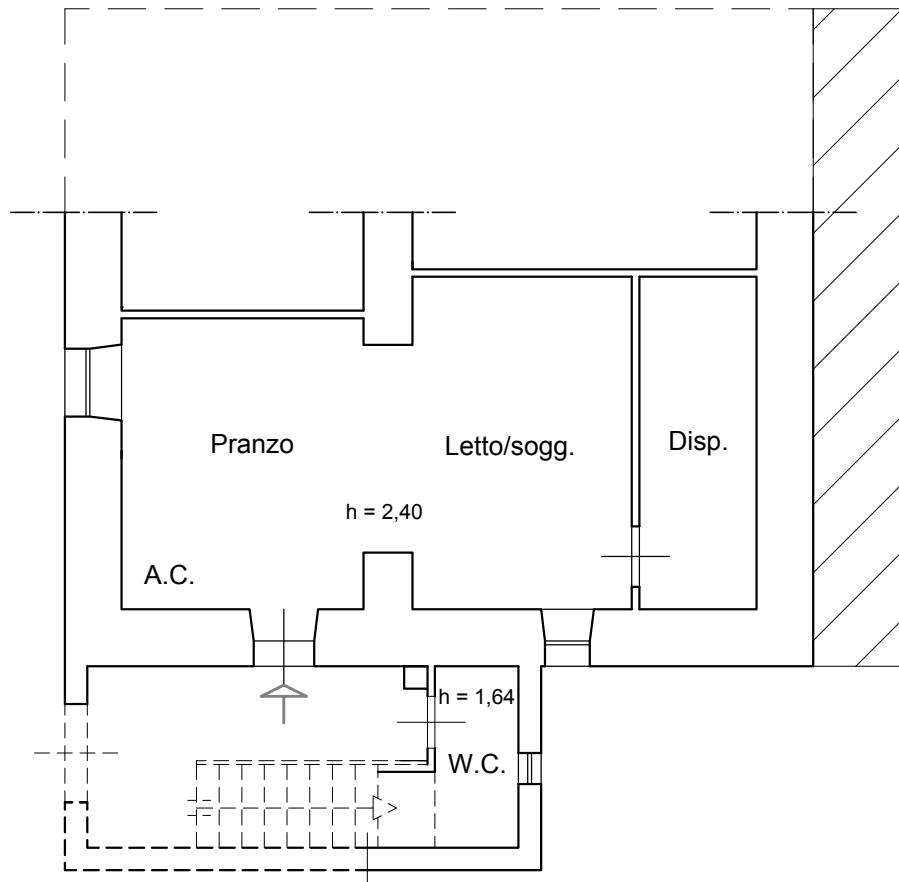 Pranzo
Letto/sogg.
Disp.
h = 2,40
A.C.
h = 1,64
W.C.